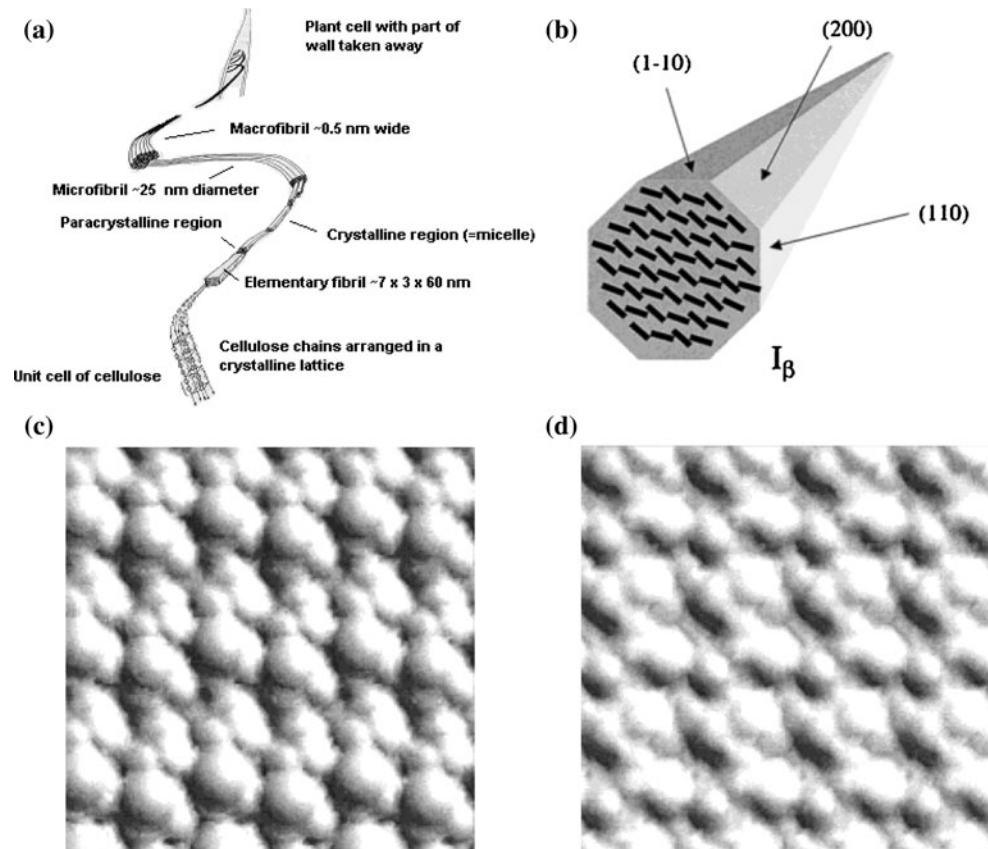 (a)
Plant cell with part of
wall taken away
Macrofibril ~0.5 nm wide
Microfibril ~25 nm diameter
Paracrystalline region
Crystalline region (=micelle)
Elementary fibril ~7 x 3 x 60 nm
Cellulose chains arranged in a
crystalline lattice
Unit cell of cellulose
(b)
(200)
(1-10)
(110)
Iβ
(c)
(d)